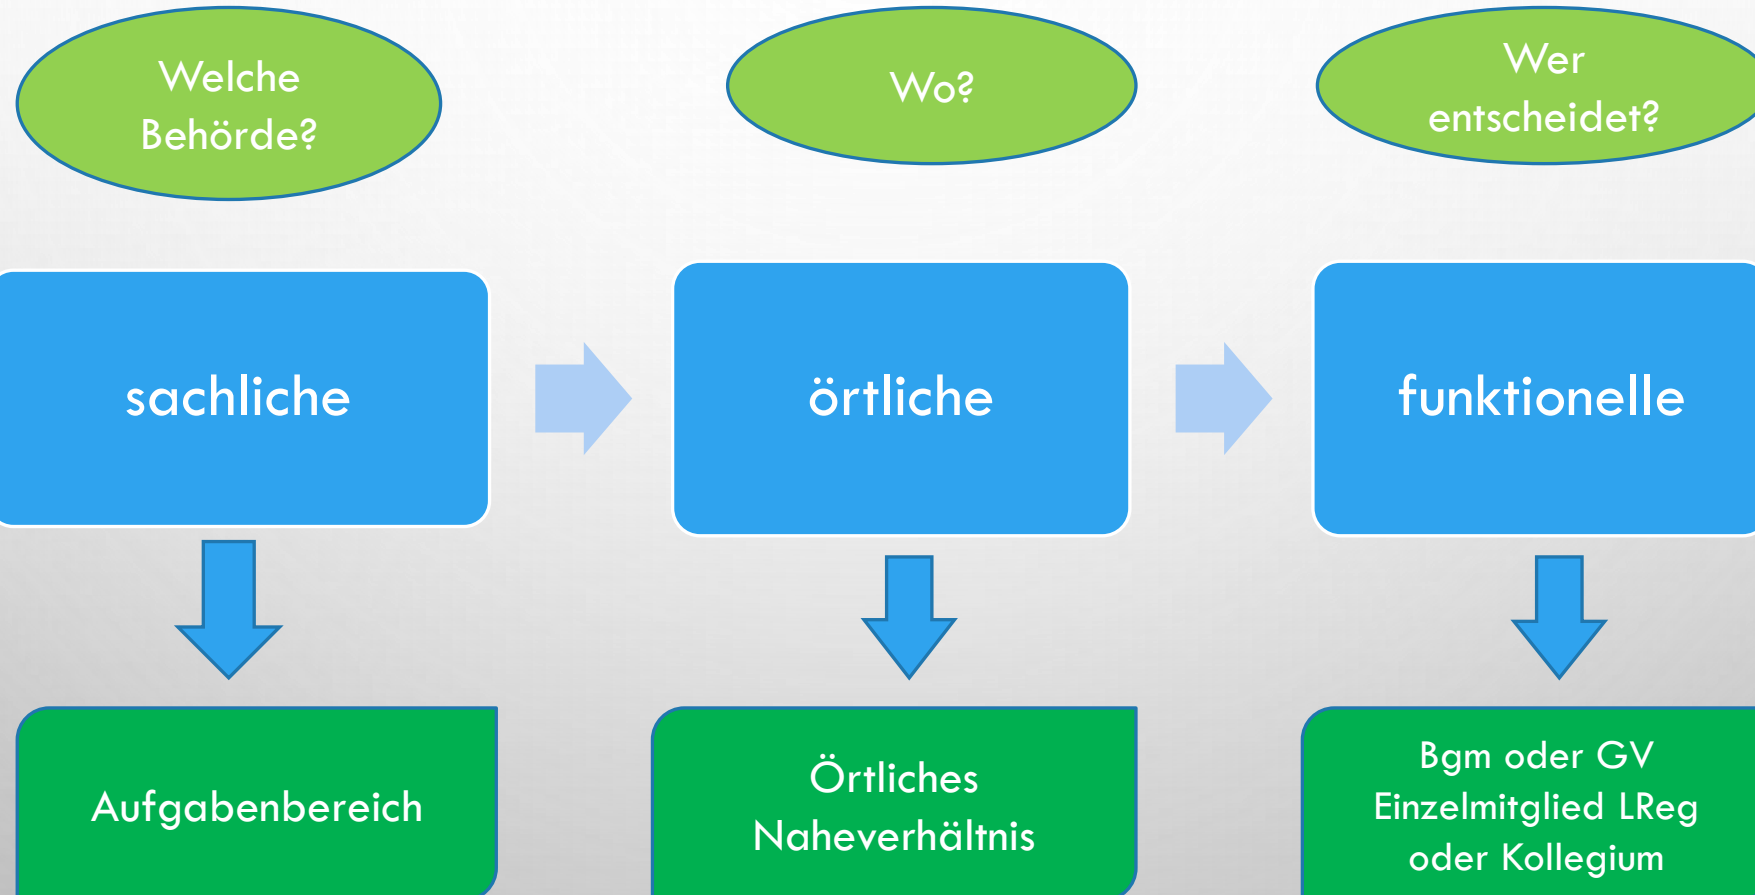 Welche
Behörde?
Wo?
Wer
entscheidet?
sachliche
örtliche
funktionelle
Aufgabenbereich
Örtliches
Naheverhältnis
Bgm oder GV
Einzelmitglied LReg
oder Kollegium